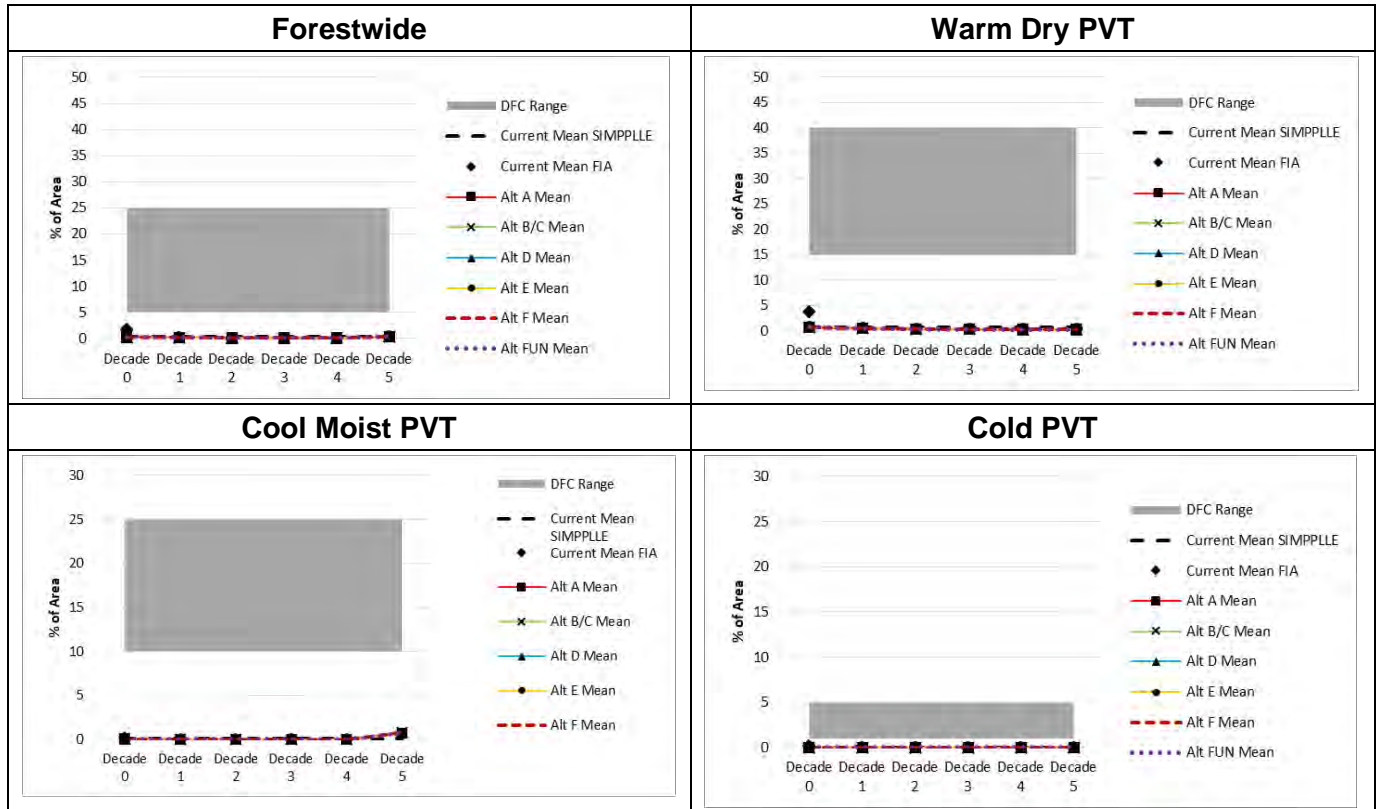 Forestwide
50
45
40
35
30
25
20
15
10
5
0
% of Area
Decade 0
Decade 1
Decade 2
Decade 3
Decade 4
Decade 5
DFC Range
Current Mean SIMPPLLE
Current Mean FIA
Alt A Mean
Alt B/C Mean
Alt D Mean
Alt E Mean
Alt F Mean
Alt FUN Mean
Warm Dry PVT
50
45
40
35
30
25
20
15
10
5
0
% of Area
Decade 0
Decade 1
Decade 2
Decade 3
Decade 4
Decade 5
DFC Range
Current Mean SIMPPLLE
Current Mean FIA
Alt A Mean
Alt B/C Mean
Alt D Mean
Alt E Mean
Alt F Mean
Alt FUN Mean
Cool Moist PVT
30
25
20
15
10
5
0
% of Area
Decade 0
Decade 1
Decade 2
Decade 3
Decade 4
Decade 5
DFC Range
Current Mean
SIMPPLLE
Current Mean FIA
Alt A Mean
Alt B/C Mean
Alt D Mean
Alt E Mean
Alt F Mean
Cold PVT
30
25
20
15
10
5
0
% of Area
Decade 0
Decade 1
Decade 2
Decade 3
Decade 4
Decade 5
DFC Range
Current Mean SIMPPLLE
Current Mean FIA
Alt A Mean
Alt B/C Mean
Alt D Mean
Alt E Mean
Alt F Mean
Alt FUN Mean